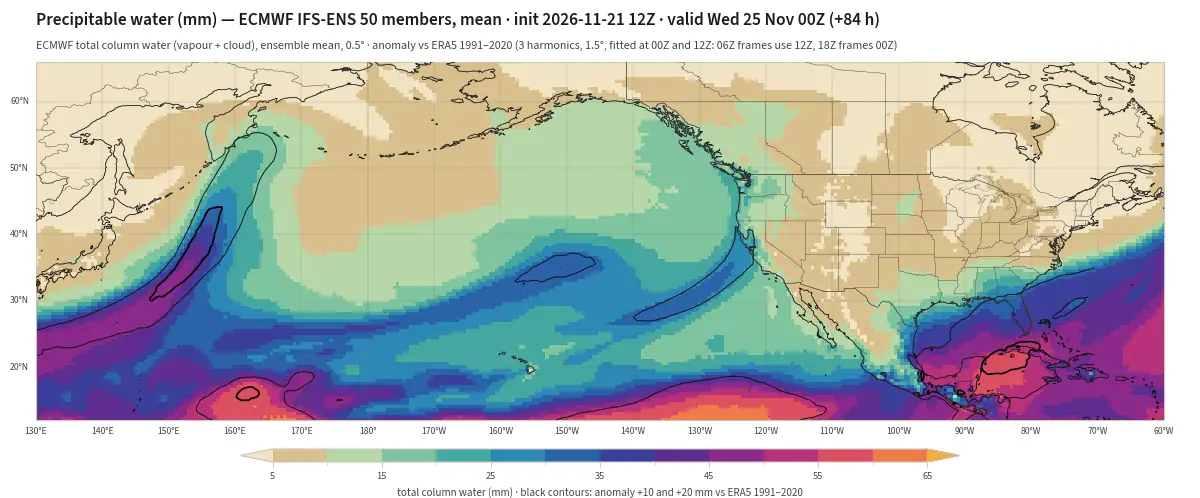 Precipitable water (mm) — ECMWF IFS-ENS 50 members, mean · init 2026-11-21 12Z · valid Wed 25 Nov 00Z (+84 h)
ECMWF total column water (vapour + cloud), ensemble mean, 0.5° · anomaly vs ERA5 1991–2020 (3 harmonics, 1.5°, fitted at 00Z and 12Z: 06Z frames use 12Z, 18Z frames 00Z)
60°N
50°N
40°N
30°N
20°N
130°E 140°E 150°E 160°E 170°E 180° 170°W 160°W 150°W 140°W 130°W 120°W 110°W 100°W 90°W 80°W 70°W 60°W
5 15 25 35 45 55 65
total column water (mm) · black contours: anomaly +10 and +20 mm vs ERA5 1991–2020